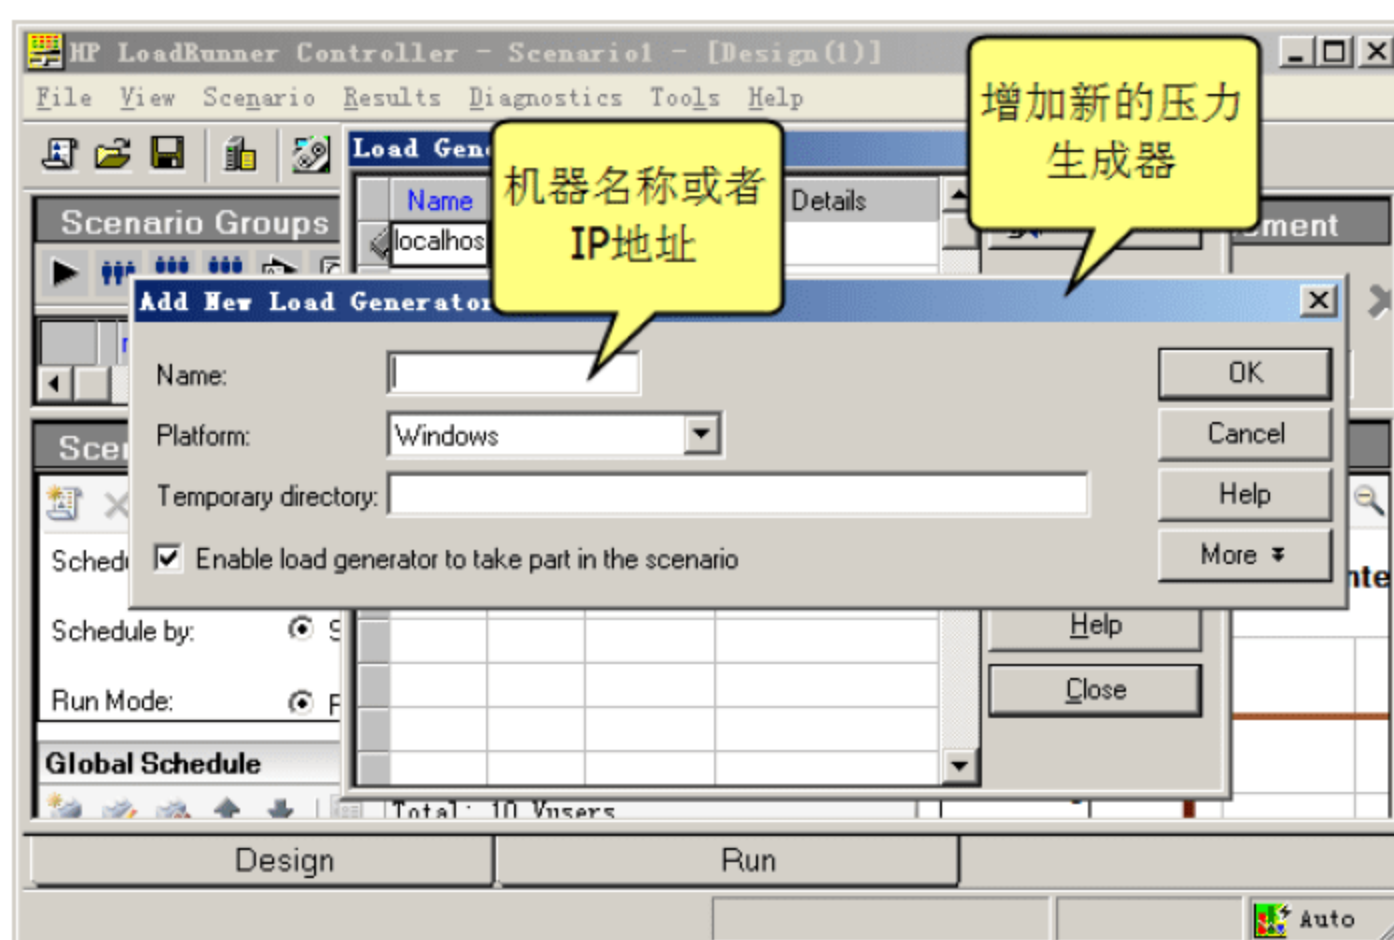 HP LoadRunner Controller - Scenario1 - [Design(1)]
File View Scenario Results Diagnostics Tools Help
增加新的压力
生成器
Load Gen
机器名称或者
IP地址
Name
Details
localhos
Scenario Groups
Add New Load Generator
Name:
OK
Platform:
Windows
Cancel
Temporary directory:
Help
Enable load generator to take part in the scenario
More
Schedule by:
Help
Run Mode:
Close
Global Schedule
Total: 10 Vusers
Design
Run
Auto